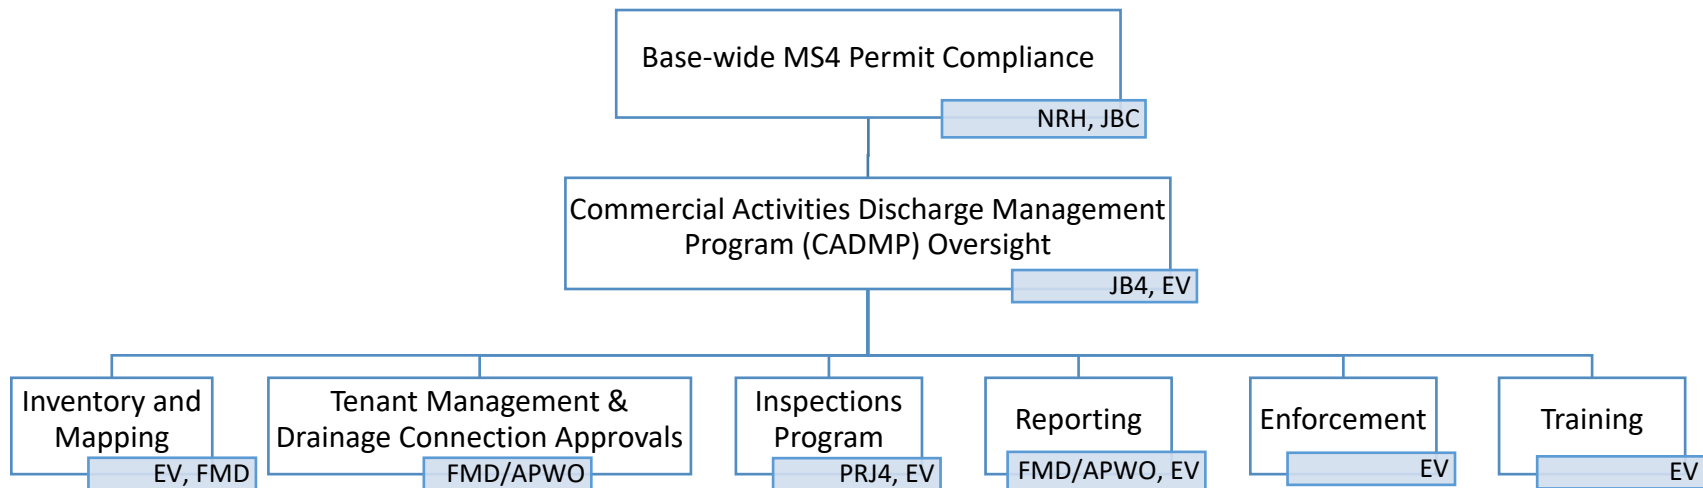 Base-wide MS4 Permit Compliance
NRH, JBC
Commercial Activities Discharge Management
Program (CADMP) Oversight
JB4, EV
Inventory and
Mapping
EV, FMD
Tenant Management &
Drainage Connection Approvals
FMD/APWO
Inspections
Program
PRJ4, EV
Reporting
FMD/APWO, EV
Enforcement
EV
Training
EV